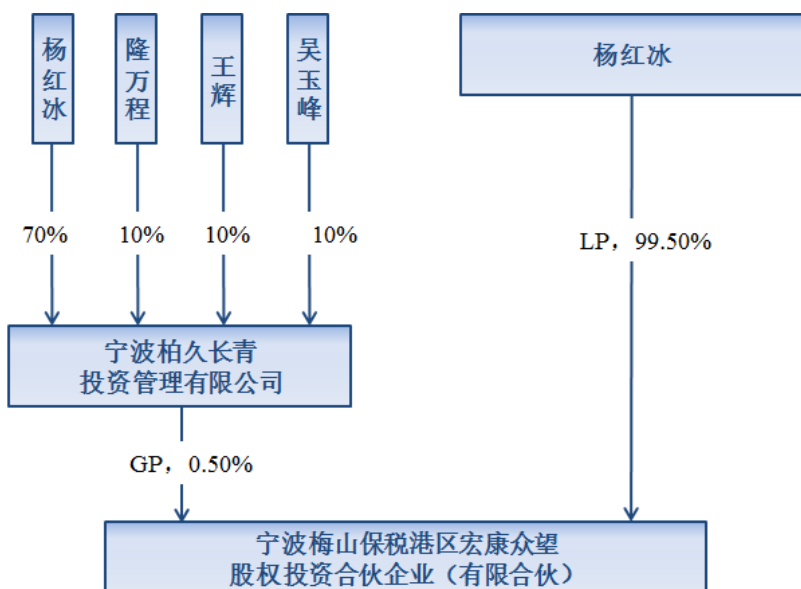 杨红冰
隆万程
王辉
吴玉峰
杨红冰
70%
10%
10%
10%
LP，99.50%
宁波柏久长青
投资管理有限公司
GP，0.50%
宁波梅山保税港区宏康众望
股权投资合伙企业（有限合伙）